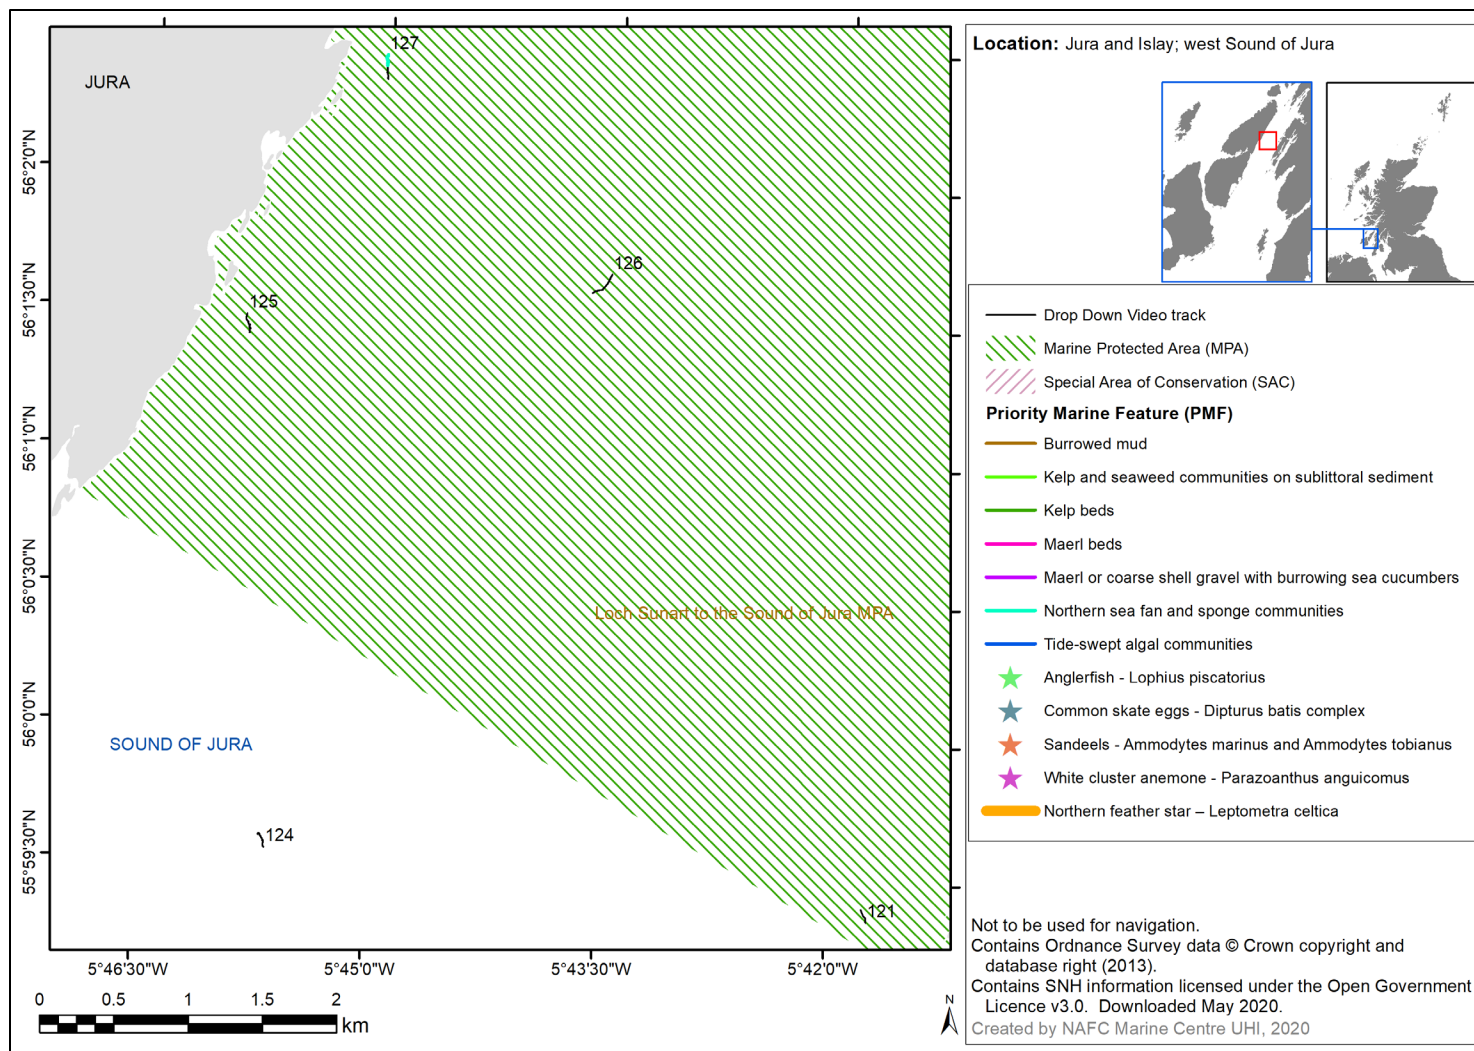 127
JURA
126
125
Loch Sunart to the Sound of Jura MPA
SOUND OF JURA
124
121
56°2'0"N
56°1'30"N
56°1'0"N
56°0'30"N
56°0'0"N
55°59'30"N
5°46'30"W
5°45'0"W
5°43'30"W
5°42'0"W
0 0.5 1 1.5 2
km
N
Location: Jura and Islay; west Sound of Jura
Drop Down Video track
Marine Protected Area (MPA)
Special Area of Conservation (SAC)
Priority Marine Feature (PMF)
Burrowed mud
Kelp and seaweed communities on sublittoral sediment
Kelp beds
Maerl beds
Maerl or coarse shell gravel with burrowing sea cucumbers
Northern sea fan and sponge communities
Tide-swept algal communities
Anglerfish - Lophius piscatorius
Common skate eggs - Dipturus batis complex
Sandeels - Ammodytes marinus and Ammodytes tobianus
White cluster anemone - Parazoanthus anguicomus
Northern feather star – Leptometra celtica
Not to be used for navigation.
Contains Ordnance Survey data © Crown copyright and
database right (2013).
Contains SNH information licensed under the Open Government
Licence v3.0. Downloaded May 2020.
Created by NAFC Marine Centre UHI, 2020